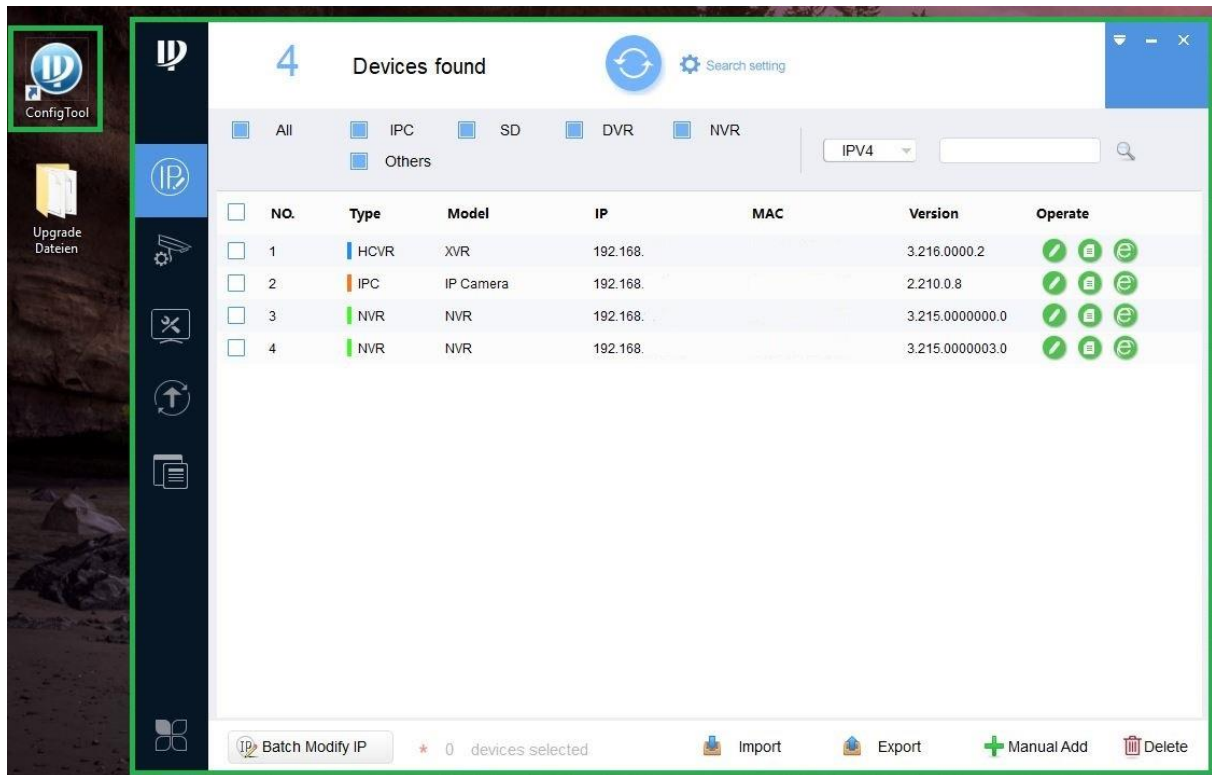 ConfigTool
Upgrade
Dateien
IP
4 Devices found Search setting
All IPC SD DVR NVR
Others
IPV4
IP
NO. Type Model IP MAC Version Operate
1 HCVR XVR 192.168. 3.216.0000.2
2 IPC IP Camera 192.168. 2.210.0.8
3 NVR NVR 192.168. 3.215.0000000.0
4 NVR NVR 192.168. 3.215.0000003.0
IP Batch Modify IP * 0 devices selected Import Export Manual Add Delete